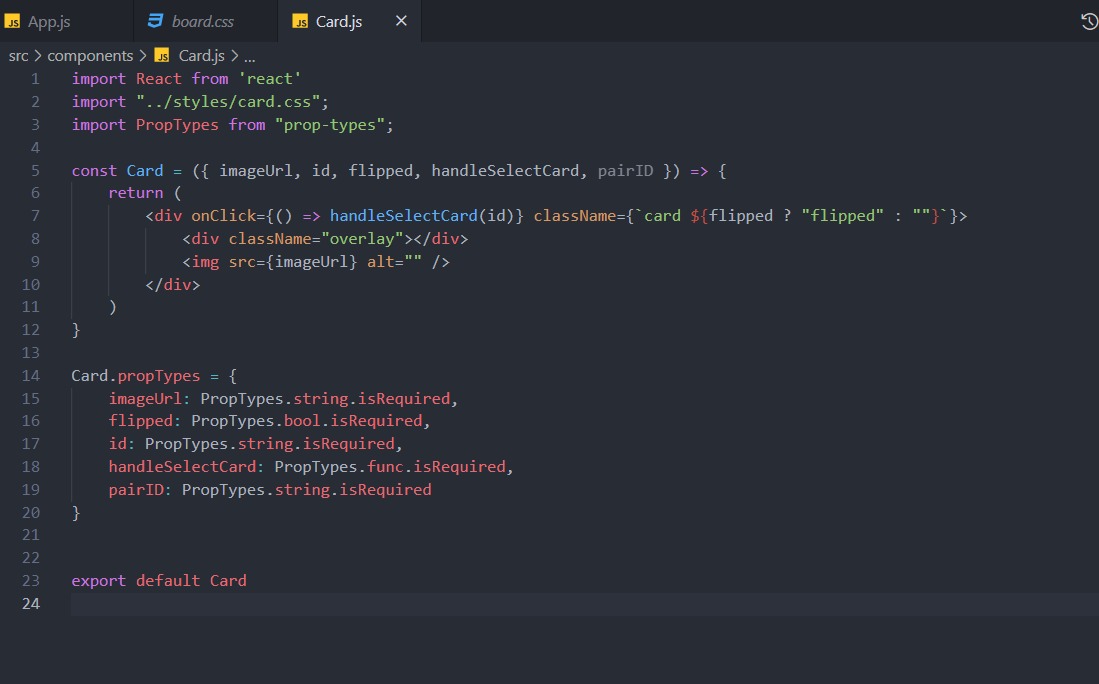 JS App.js board.css JS Card.js ×
src > components > JS Card.js > ...
1 import React from 'react'
2 import "../styles/card.css";
3 import PropTypes from "prop-types";
4
5 const Card = ({ imageUrl, id, flipped, handleSelectCard, pairID }) => {
6     return (
7         <div onClick={() => handleSelectCard(id)} className={`card ${flipped ? "flipped" : ""}`}>
8             <div className="overlay"></div>
9             <img src={imageUrl} alt="" />
10         </div>
11     )
12 }
13
14 Card.propTypes = {
15     imageUrl: PropTypes.string.isRequired,
16     flipped: PropTypes.bool.isRequired,
17     id: PropTypes.string.isRequired,
18     handleSelectCard: PropTypes.func.isRequired,
19     pairID: PropTypes.string.isRequired
20 }
21
22
23 export default Card
24